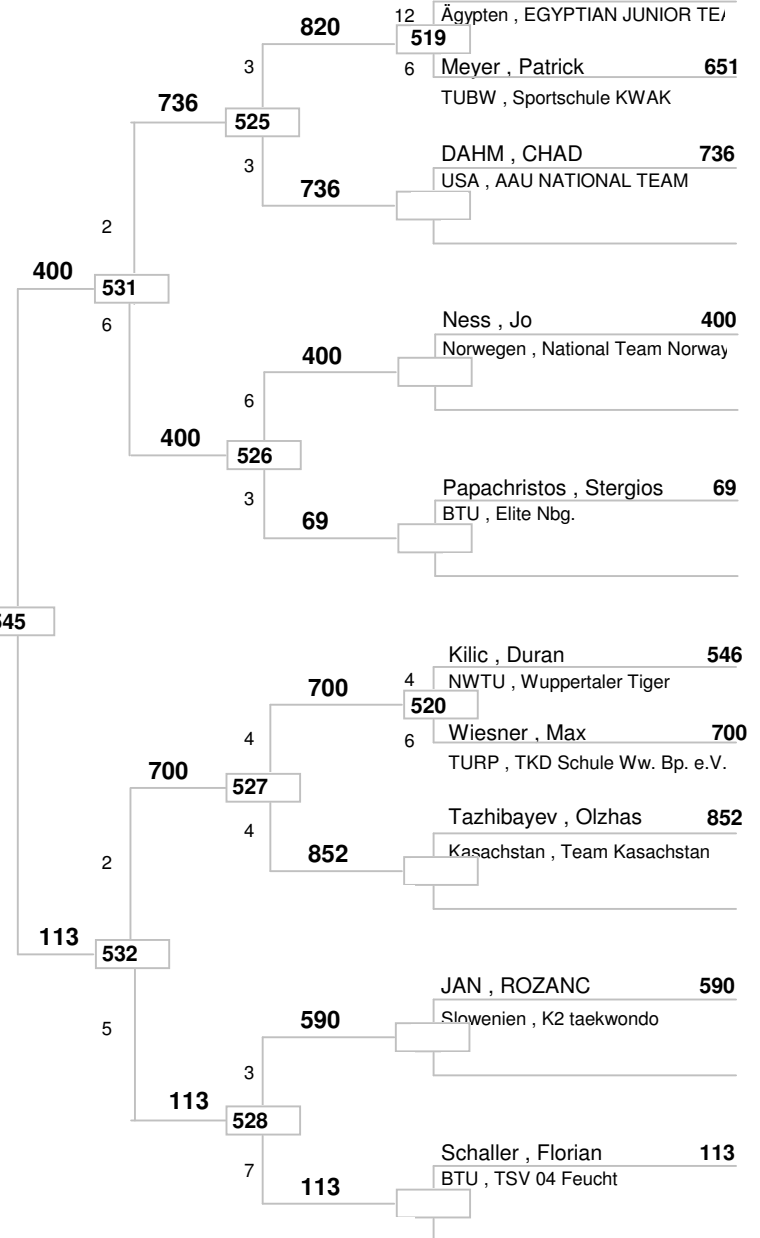 12 Ägypten , EGYPTIAN JUNIOR
820
519
6 Meyer , Patrick 651
3
TUBW , Sportschule KWAK
736
525
DAHM , CHAD 736
3
USA , AAU NATIONAL TEAM
736
2
400
531
6
Ness , Jo 400
Norwegen , National Team Norway
400
6
400
526
3
Papachristos , Stergios 69
BTU , Elite Nbg.
69
545
Kilic , Duran 546
4 NWTU , Wuppertaler Tiger
700
520
6 Wiesner , Max 700
4
TURP , TKD Schule Ww. Bp. e.V.
700
527
Tazhibayev , Olzhas 852
4
Kasachstan , Team Kasachstan
852
2
113
532
JAN , ROZANC 590
Slowenien , K2 taekwondo
590
5
3
113
528
Schaller , Florian 113
7
BTU , TSV 04 Feucht
113